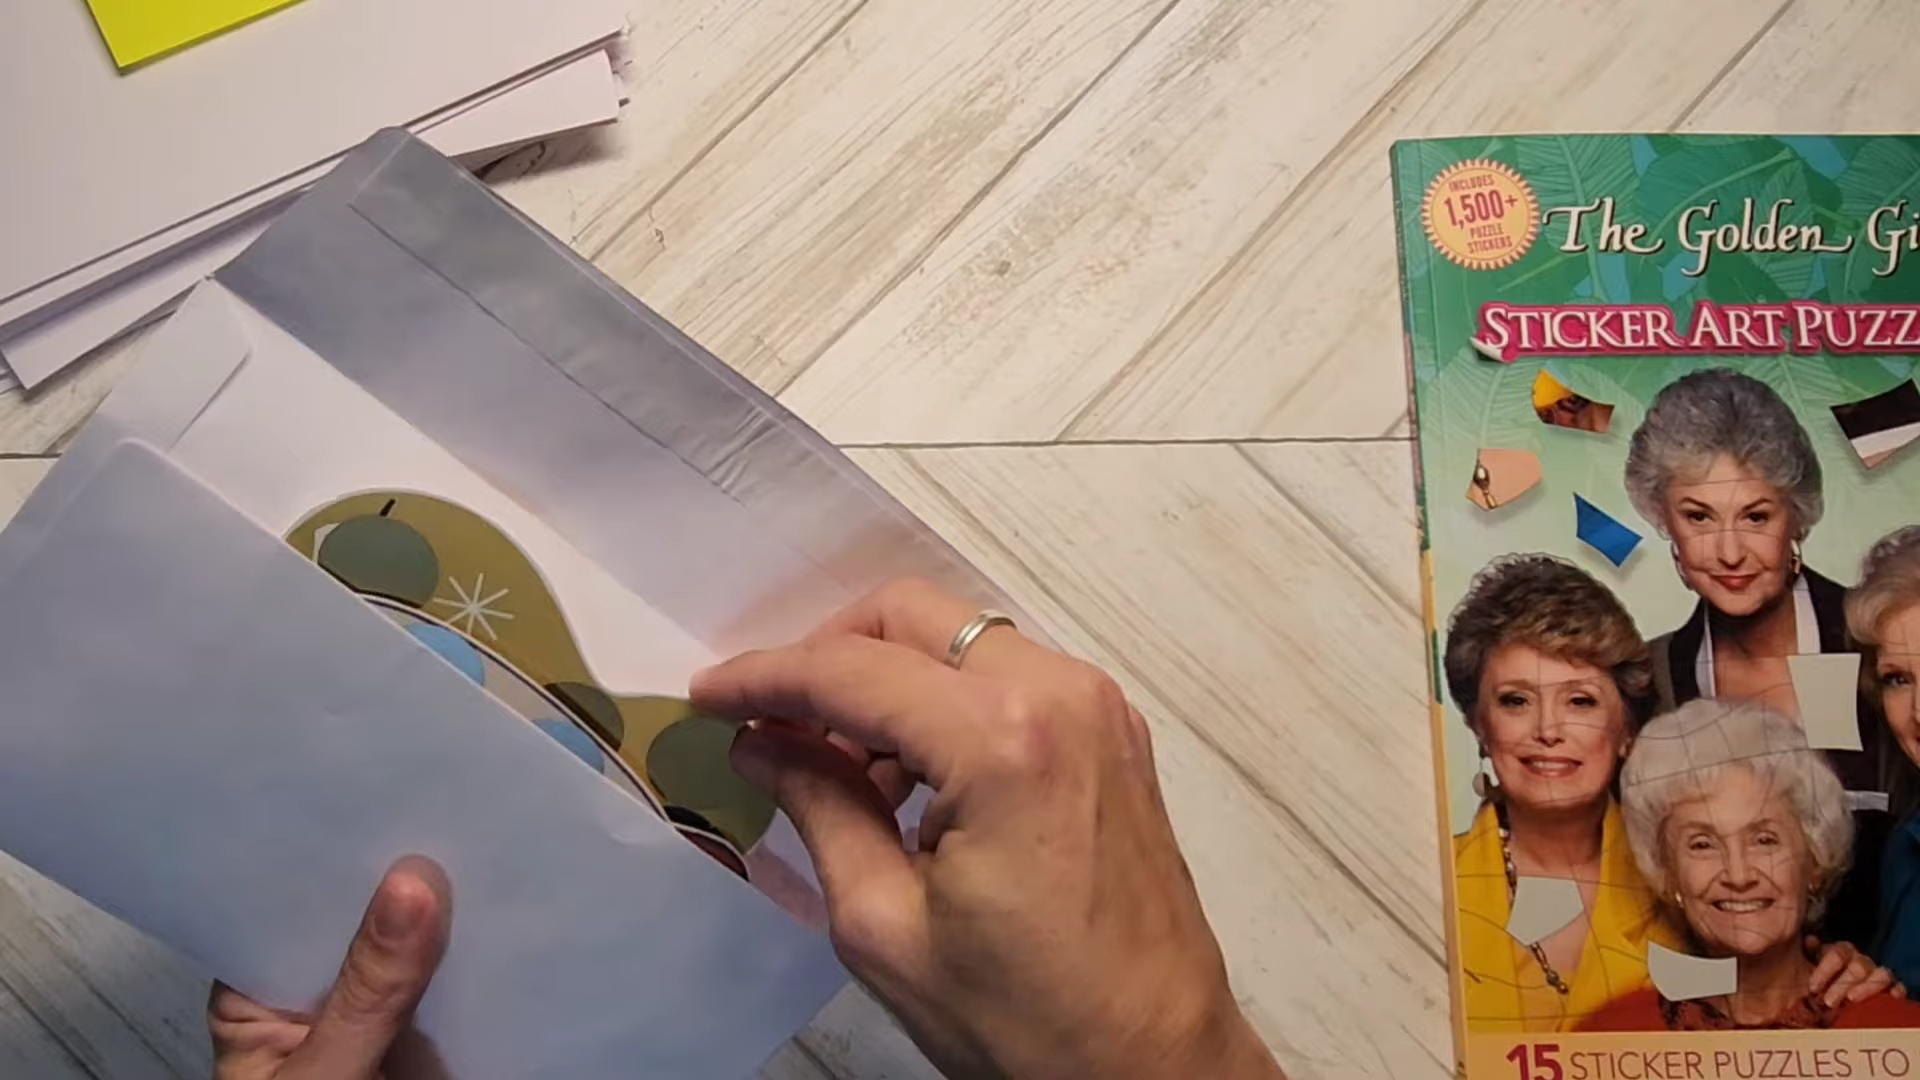 INCLUDES
1,500+
PUZZLE
STICKERS
The Golden Gi
STICKER ART PUZZ
15 STICKER PUZZLES TO